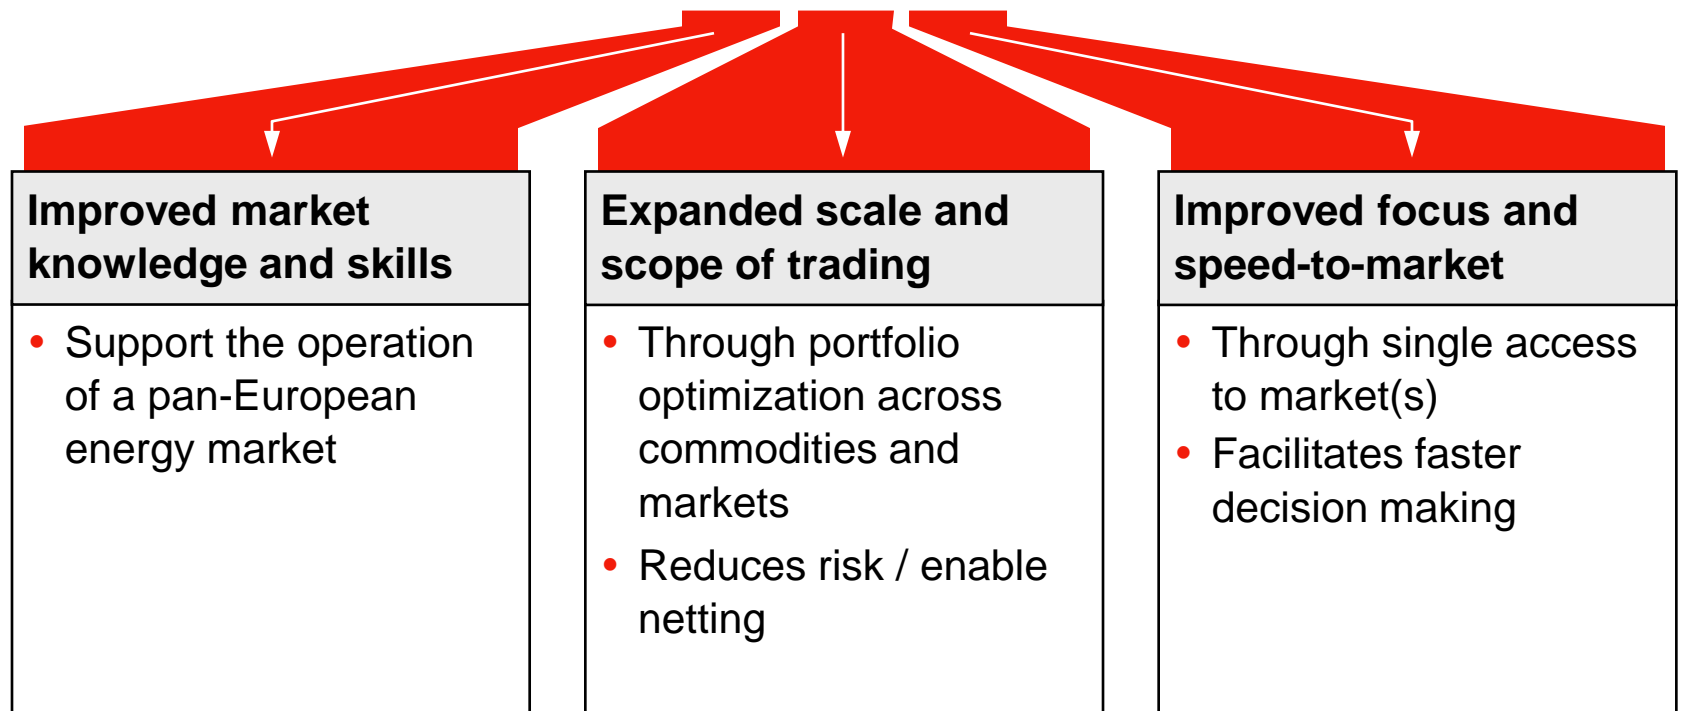 Improved market
knowledge and skills
• Support the operation
of a pan-European
energy market
Expanded scale and
scope of trading
• Through portfolio
optimization across
commodities and
markets
• Reduces risk / enable
netting
Improved focus and
speed-to-market
• Through single access
to market(s)
• Facilitates faster
decision making